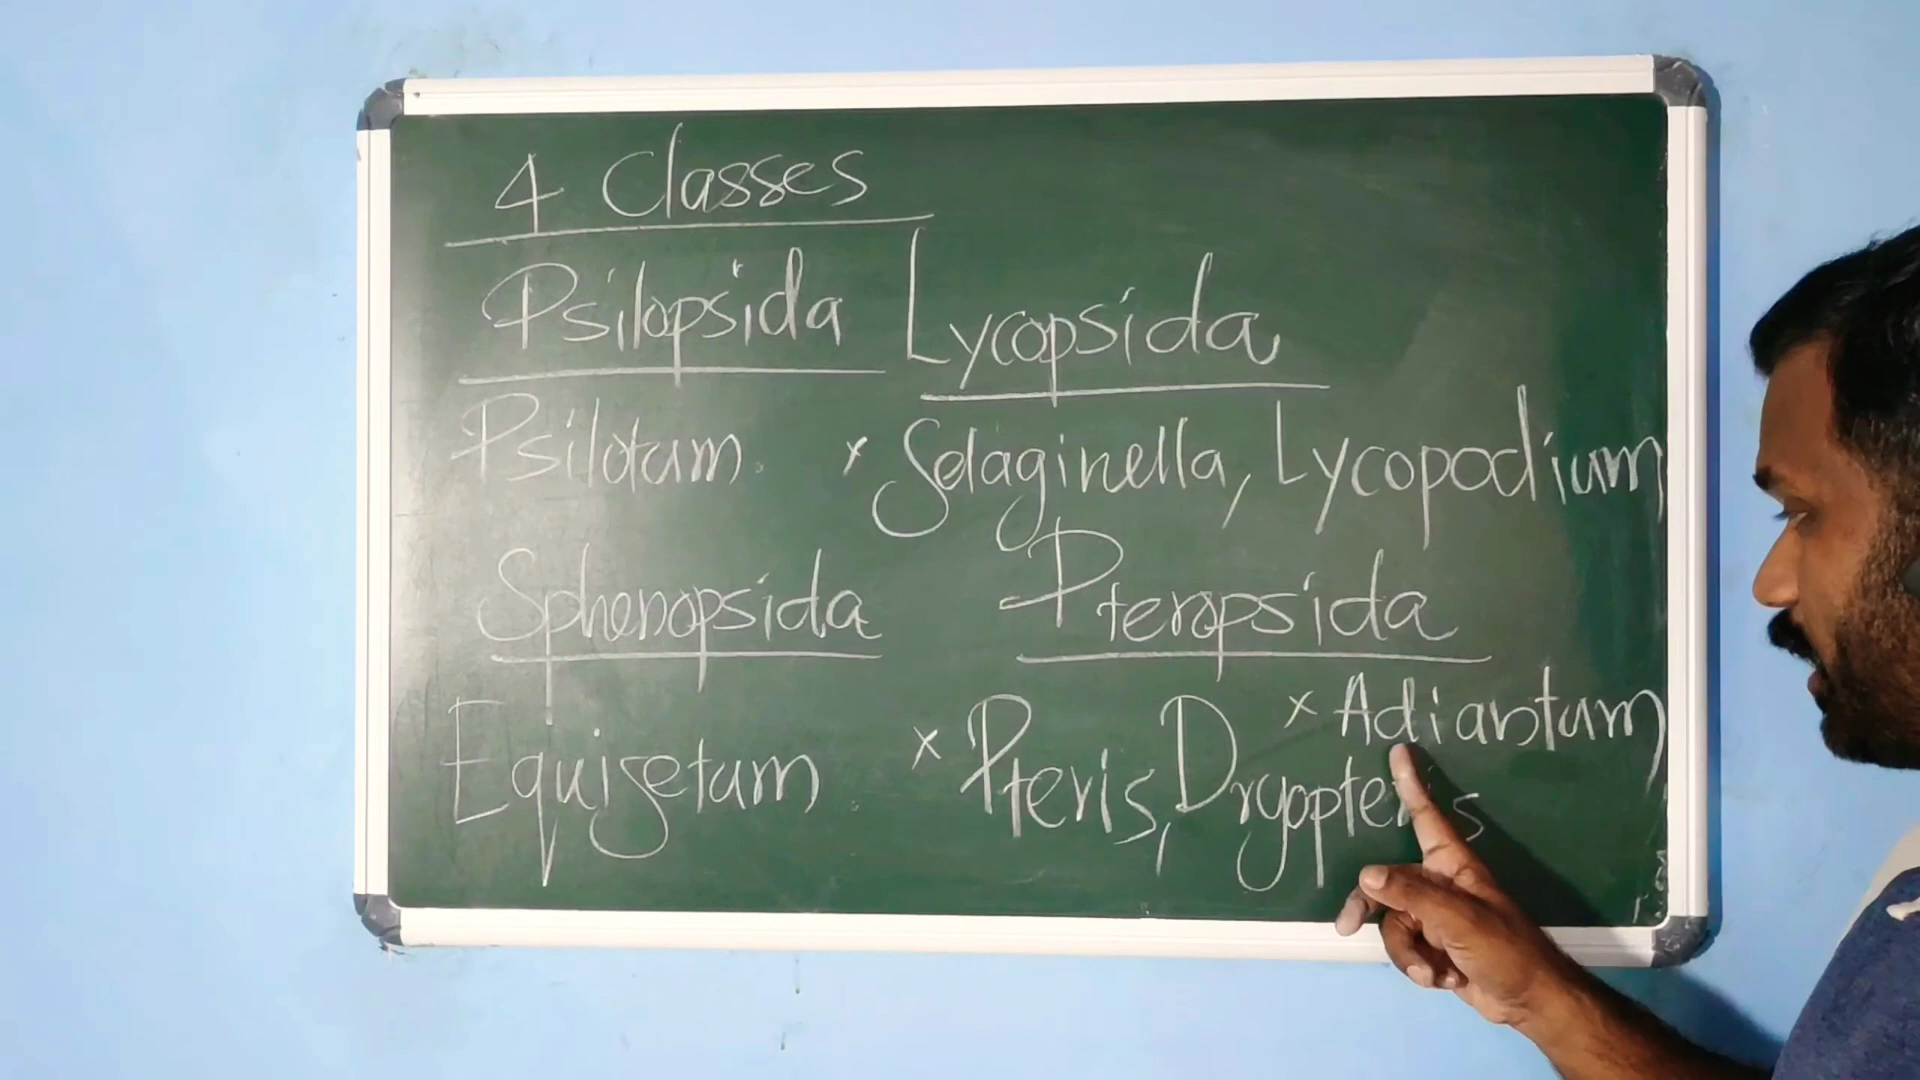 4 Classes
Psilopsida Lycopsida
Psilotum x Selaginella, Lycopodium
Sphenopsida Pteropsida
x Adiantum
Equisetum x Pteris, Dryopteris